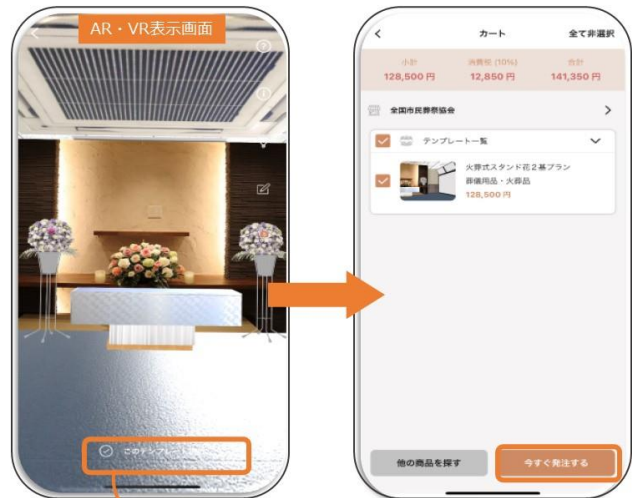 AR・VR表示画面
カート
全て非選択
小計
消費税 (10%)
合計
128,500 円
12,850 円
141,350 円
全国市民葬祭協会
テンプレート一覧
火葬式スタンド花2基プラン
葬儀用品・火葬品
128,500 円
このテンプレー
他の商品を探す
今すぐ発注する